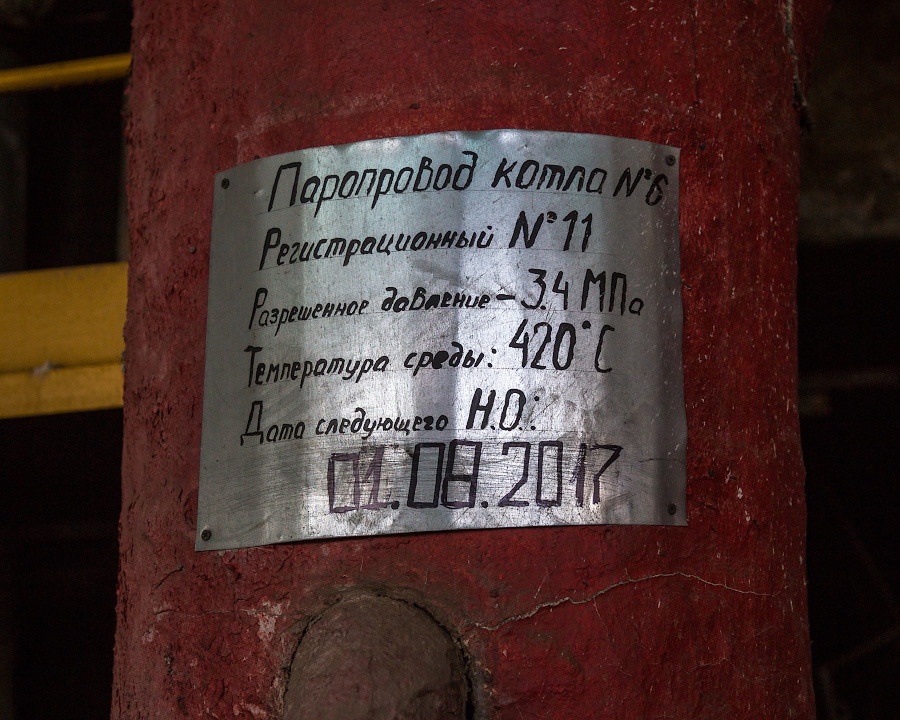 Паропровод котла №6
Регистрационный №11
Разрешенное давление – 3.4 МПа
Температура среды: 420°С
Дата следующего Н.О.:
01.08.2017